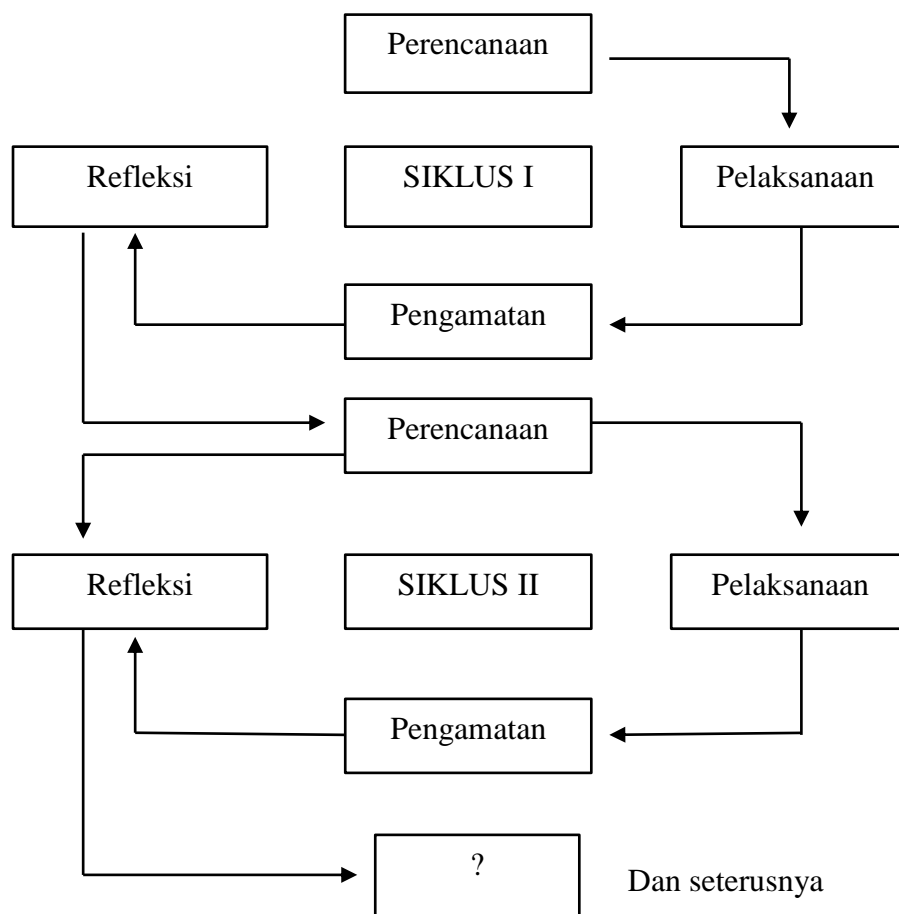 Perencanaan
Refleksi
SIKLUS I
Pelaksanaan
Pengamatan
Perencanaan
Refleksi
SIKLUS II
Pelaksanaan
Pengamatan
?
Dan seterusnya